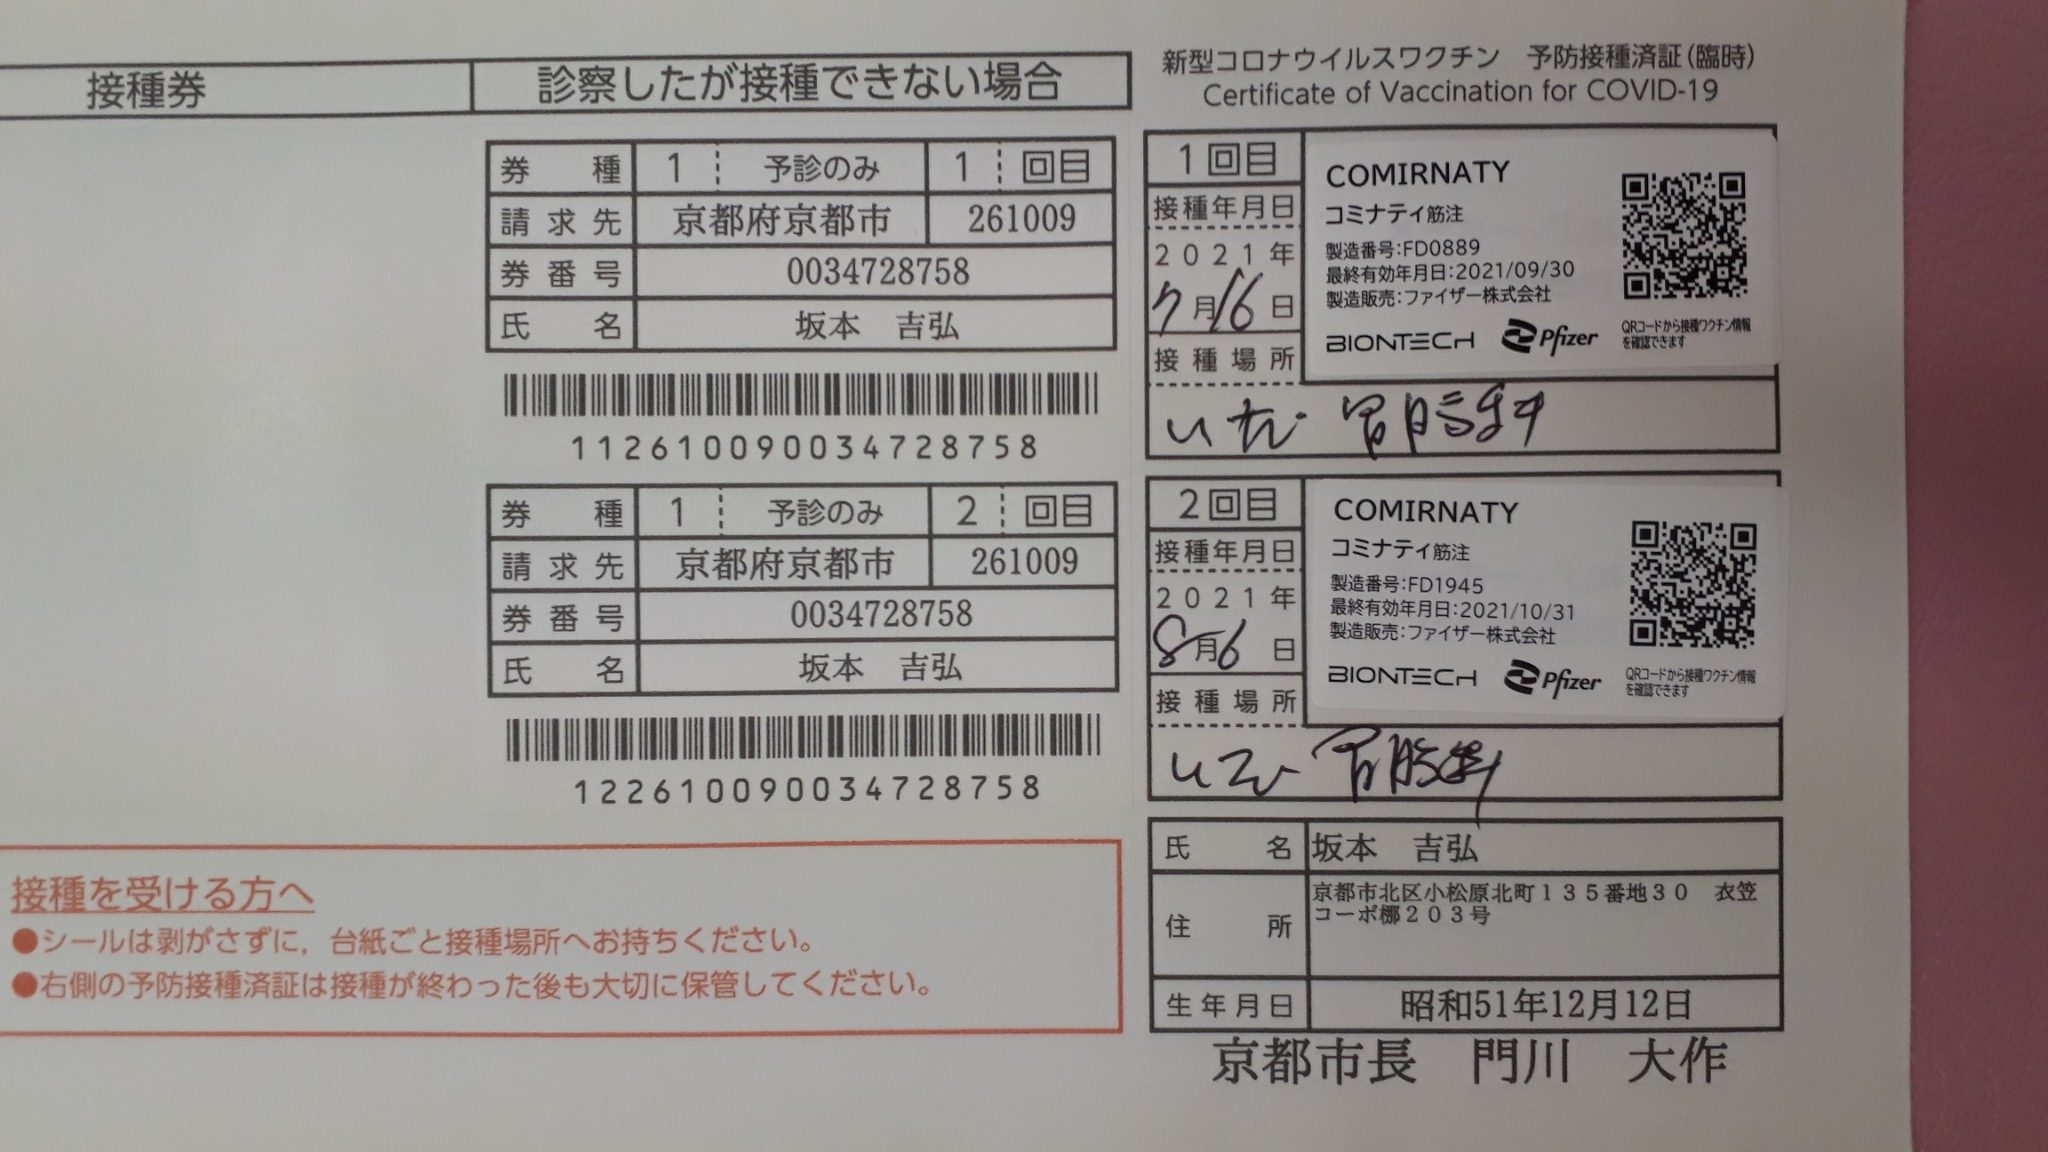 接種券
診察したが接種できない場合
券種 1 予診のみ 1 回目
請求先 京都府京都市 261009
券番号 0034728758
氏名 坂本 吉弘
112610090034728758
券種 1 予診のみ 2 回目
請求先 京都府京都市 261009
券番号 0034728758
氏名 坂本 吉弘
122610090034728758
接種を受ける方へ
●シールは剥がさずに，台紙ごと接種場所へお持ちください。
●右側の予防接種済証は接種が終わった後も大切に保管してください。
新型コロナウイルスワクチン 予防接種済証(臨時)
Certificate of Vaccination for COVID-19
1回目
接種年月日
2021年
7月16日
接種場所
COMIRNATY
コミナティ筋注
製造番号:FD0889
最終有効年月日:2021/09/30
製造販売:ファイザー株式会社
BIONTECH Pfizer
QRコードから接種ワクチン情報
を確認できます
2回目
接種年月日
2021年
8月6日
接種場所
COMIRNATY
コミナティ筋注
製造番号:FD1945
最終有効年月日:2021/10/31
製造販売:ファイザー株式会社
BIONTECH Pfizer
QRコードから接種ワクチン情報
を確認できます
氏名 坂本 吉弘
住所 京都市北区小松原北町１３５番地３０ 衣笠
コーポ梛２０３号
生年月日 昭和51年12月12日
京都市長 門川 大作